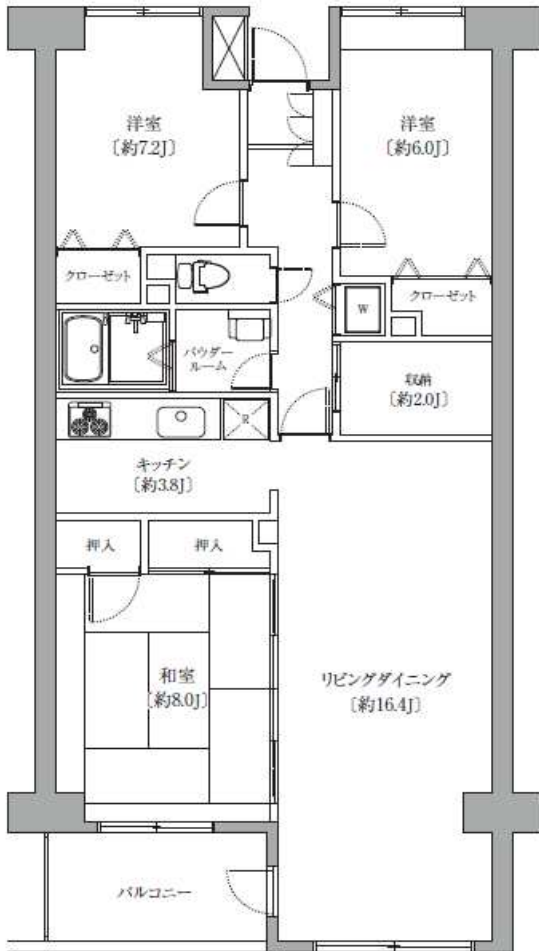 洋室
〔約7.2J〕
洋室
〔約6.0J〕
クローゼット
W
クローゼット
パウダー
ルーム
収納
〔約2.0J〕
R
キッチン
〔約3.8J〕
押入
押入
和室
〔約8.0J〕
リビングダイニング
〔約16.4J〕
バルコニー